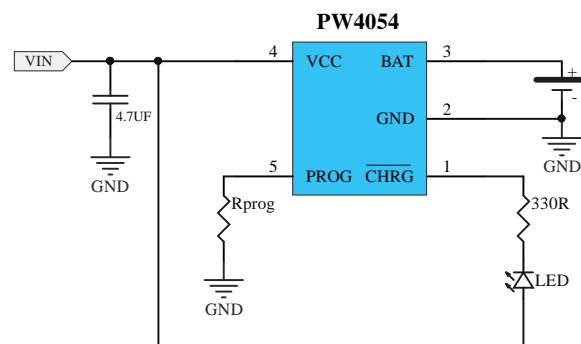 PW4054
VIN
4
VCC
BAT
3
+
-
4.7UF
GND
GND
2
GND
5
PROG
CHRG
1
Rprog
330R
GND
LED